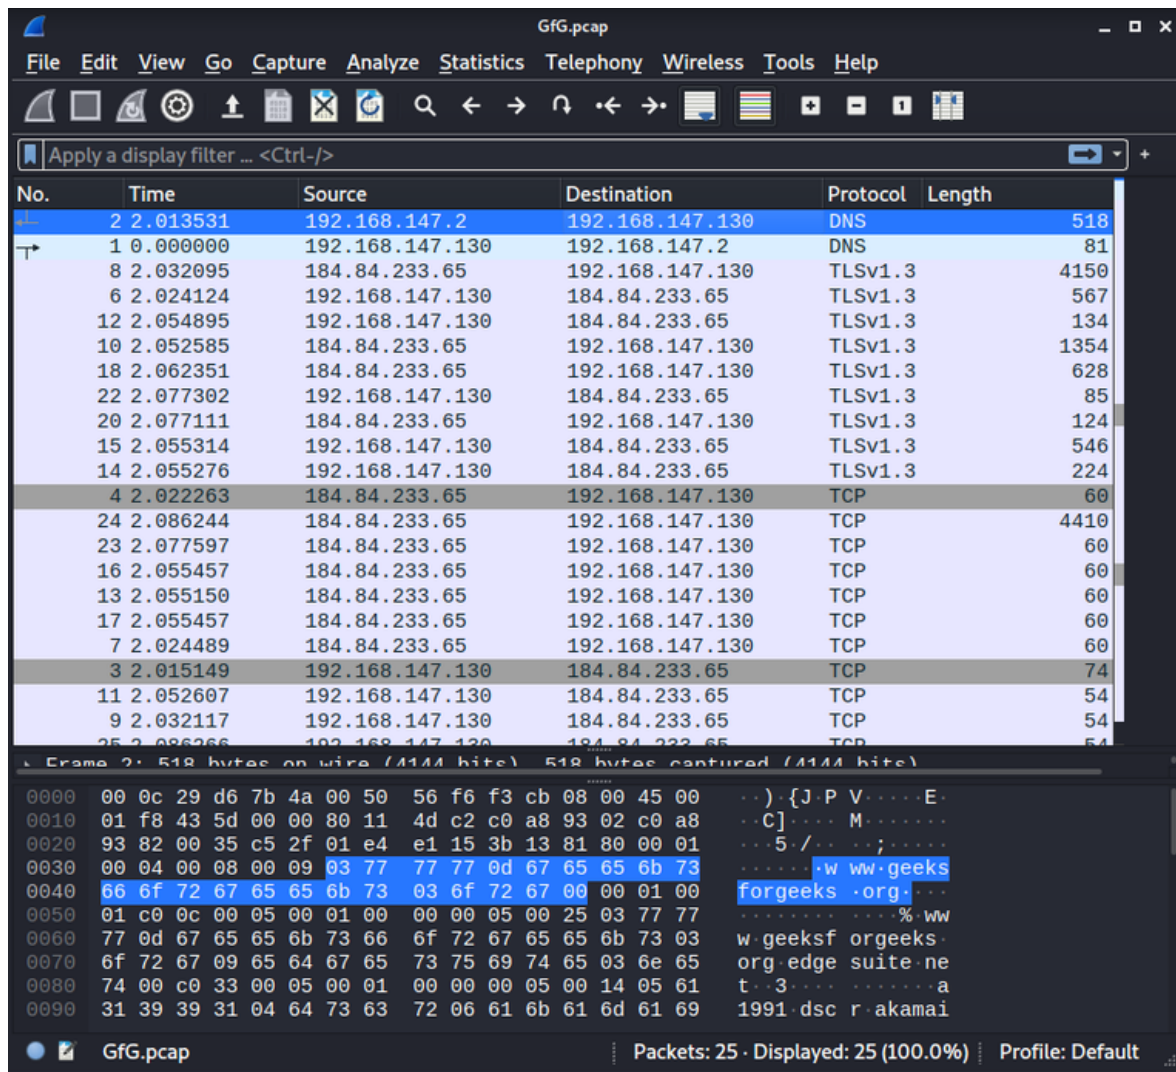 GfG.pcap
File Edit View Go Capture Analyze Statistics Telephony Wireless Tools Help
Apply a display filter ... <Ctrl-/>
No. Time Source Destination Protocol Length
2 2.013531 192.168.147.2 192.168.147.130 DNS 518
1 0.000000 192.168.147.130 192.168.147.2 DNS 81
8 2.032095 184.84.233.65 192.168.147.130 TLSv1.3 4150
6 2.024124 192.168.147.130 184.84.233.65 TLSv1.3 567
12 2.054895 192.168.147.130 184.84.233.65 TLSv1.3 134
10 2.052585 184.84.233.65 192.168.147.130 TLSv1.3 1354
18 2.062351 184.84.233.65 192.168.147.130 TLSv1.3 628
22 2.077302 192.168.147.130 184.84.233.65 TLSv1.3 85
20 2.077111 184.84.233.65 192.168.147.130 TLSv1.3 124
15 2.055314 192.168.147.130 184.84.233.65 TLSv1.3 546
14 2.055276 192.168.147.130 184.84.233.65 TLSv1.3 224
4 2.022263 184.84.233.65 192.168.147.130 TCP 60
24 2.086244 184.84.233.65 192.168.147.130 TCP 4410
23 2.077597 184.84.233.65 192.168.147.130 TCP 60
16 2.055457 184.84.233.65 192.168.147.130 TCP 60
13 2.055150 184.84.233.65 192.168.147.130 TCP 60
17 2.055457 184.84.233.65 192.168.147.130 TCP 60
7 2.024489 184.84.233.65 192.168.147.130 TCP 60
3 2.015149 192.168.147.130 184.84.233.65 TCP 74
11 2.052607 192.168.147.130 184.84.233.65 TCP 54
9 2.032117 192.168.147.130 184.84.233.65 TCP 54
25 2.086266 192.168.147.130 184.84.233.65 TCP 54
Frame 2: 518 bytes on wire (4144 bits), 518 bytes captured (4144 bits)
0000 00 0c 29 d6 7b 4a 00 50 56 f6 f3 cb 08 00 45 00 ··)·{J·P V·····E·
0010 01 f8 43 5d 00 00 80 11 4d c2 c0 a8 93 02 c0 a8 ··C]···· M·······
0020 93 82 00 35 c5 2f 01 e4 e1 15 3b 13 81 80 00 01 ···5·/·· ··;·····
0030 00 04 00 08 00 09 03 77 77 77 0d 67 65 65 6b 73 ·······w ww·geeks
0040 66 6f 72 67 65 65 6b 73 03 6f 72 67 00 00 01 00 forgeeks ·org····
0050 01 c0 0c 00 05 00 01 00 00 00 05 00 25 03 77 77 ········ ····%·ww
0060 77 0d 67 65 65 6b 73 66 6f 72 67 65 65 6b 73 03 w·geeksf orgeeks·
0070 6f 72 67 09 65 64 67 65 73 75 69 74 65 03 6e 65 org·edge suite·ne
0080 74 00 c0 33 00 05 00 01 00 00 00 05 00 14 05 61 t··3···· ·······a
0090 31 39 39 31 04 64 73 63 72 06 61 6b 61 6d 61 69 1991·dsc r·akamai
GfG.pcap Packets: 25 · Displayed: 25 (100.0%) Profile: Default